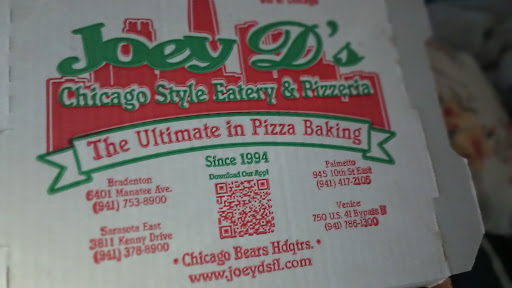 Joey D's
Chicago Style Eatery & Pizzeria
The Ultimate in Pizza Baking
Since 1994
Download Our App!
Bradenton
6401 Manatee Ave.
(941) 753-8900
Sarasota East
3811 Kenny Drive
(941) 378-8900
Palmetto
945 10th St East
(941) 417-2105
Venice
750 U.S. 41 Bypass
(941) 786-1300
• Chicago Bears Hdqtrs. •
www.joeydsfl.com